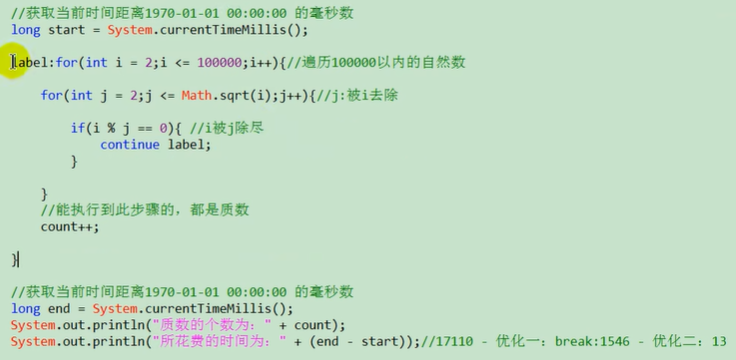 //获取当前时间距离1970-01-01 00:00:00 的毫秒数
long start = System.currentTimeMillis();
label:for(int i = 2;i <= 100000;i++){//遍历100000以内的自然数
for(int j = 2;j <= Math.sqrt(i);j++){//j:被i去除
if(i % j == 0){ //i被j除尽
continue label;
}
}
//能执行到此步骤的，都是质数
count++;
}
//获取当前时间距离1970-01-01 00:00:00 的毫秒数
long end = System.currentTimeMillis();
System.out.println("质数的个数为：" + count);
System.out.println("所花费的时间为：" + (end - start));//17110 - 优化一：break:1546 - 优化二：13